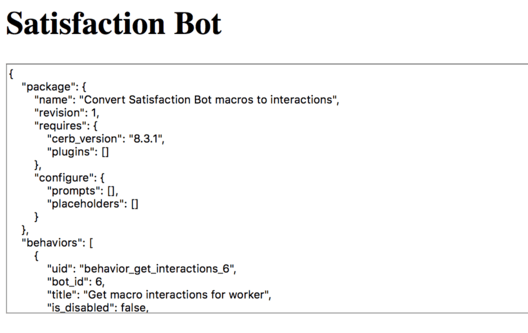 Satisfaction Bot
{
"package": {
"name": "Convert Satisfaction Bot macros to interactions",
"revision": 1,
"requires": {
"cerb_version": "8.3.1",
"plugins": []
},
"configure": {
"prompts": [],
"placeholders": []
}
},
"behaviors": [
{
"uid": "behavior_get_interactions_6",
"bot_id": 6,
"title": "Get macro interactions for worker",
"is_disabled": false,